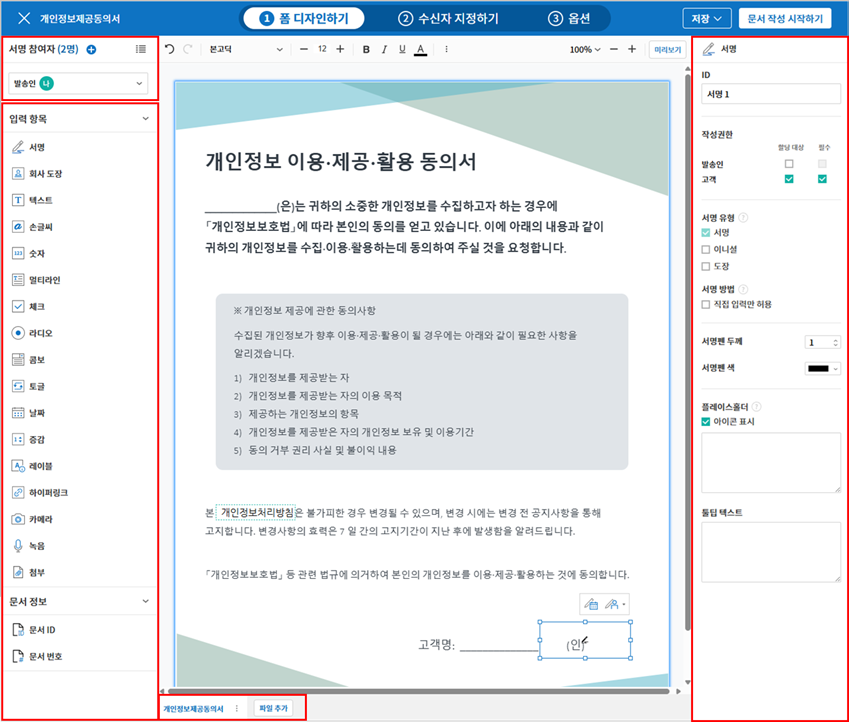 개인정보제공동의서
1 폼 디자인하기
2 수신자 지정하기
3 옵션
저장
문서 작성 시작하기
서명 참여자 (2명)
발송인 나
입력 항목
서명
회사 도장
텍스트
손글씨
숫자
멀티라인
체크
라디오
콤보
토글
날짜
증감
레이블
하이퍼링크
카메라
녹음
첨부
문서 정보
문서 ID
문서 번호
본고딕
12
B I U A
100%
미리보기
개인정보 이용·제공·활용 동의서
____________(은)는 귀하의 소중한 개인정보를 수집하고자 하는 경우에
「개인정보보호법」에 따라 본인의 동의를 얻고 있습니다. 이에 아래의 내용과 같이
귀하의 개인정보를 수집·이용·활용하는데 동의하여 주실 것을 요청합니다.
※ 개인정보 제공에 관한 동의사항
수집된 개인정보가 향후 이용·제공·활용이 될 경우에는 아래와 같이 필요한 사항을
알리겠습니다.
1) 개인정보를 제공받는 자
2) 개인정보를 제공받는 자의 이용 목적
3) 제공하는 개인정보의 항목
4) 개인정보를 제공받은 자의 개인정보 보유 및 이용기간
5) 동의 거부 권리 사실 및 불이익 내용
본 개인정보처리방침은 불가피한 경우 변경될 수 있으며, 변경 시에는 변경 전 공지사항을 통해
고지합니다. 변경사항의 효력은 7 일 간의 고지기간이 지난 후에 발생함을 알려드립니다.
「개인정보보호법」 등 관련 법규에 의거하여 본인의 개인정보를 이용·제공·활용하는 것에 동의합니다.
고객명: ____________ (인)
개인정보제공동의서
파일 추가
서명
ID
서명 1
작성권한
할당 대상 필수
발송인
고객
서명 유형 ?
서명
이니셜
도장
서명 방법 ?
직접 입력만 허용
서명펜 두께 1
서명펜 색
플레이스홀더 ?
아이콘 표시
툴팁 텍스트